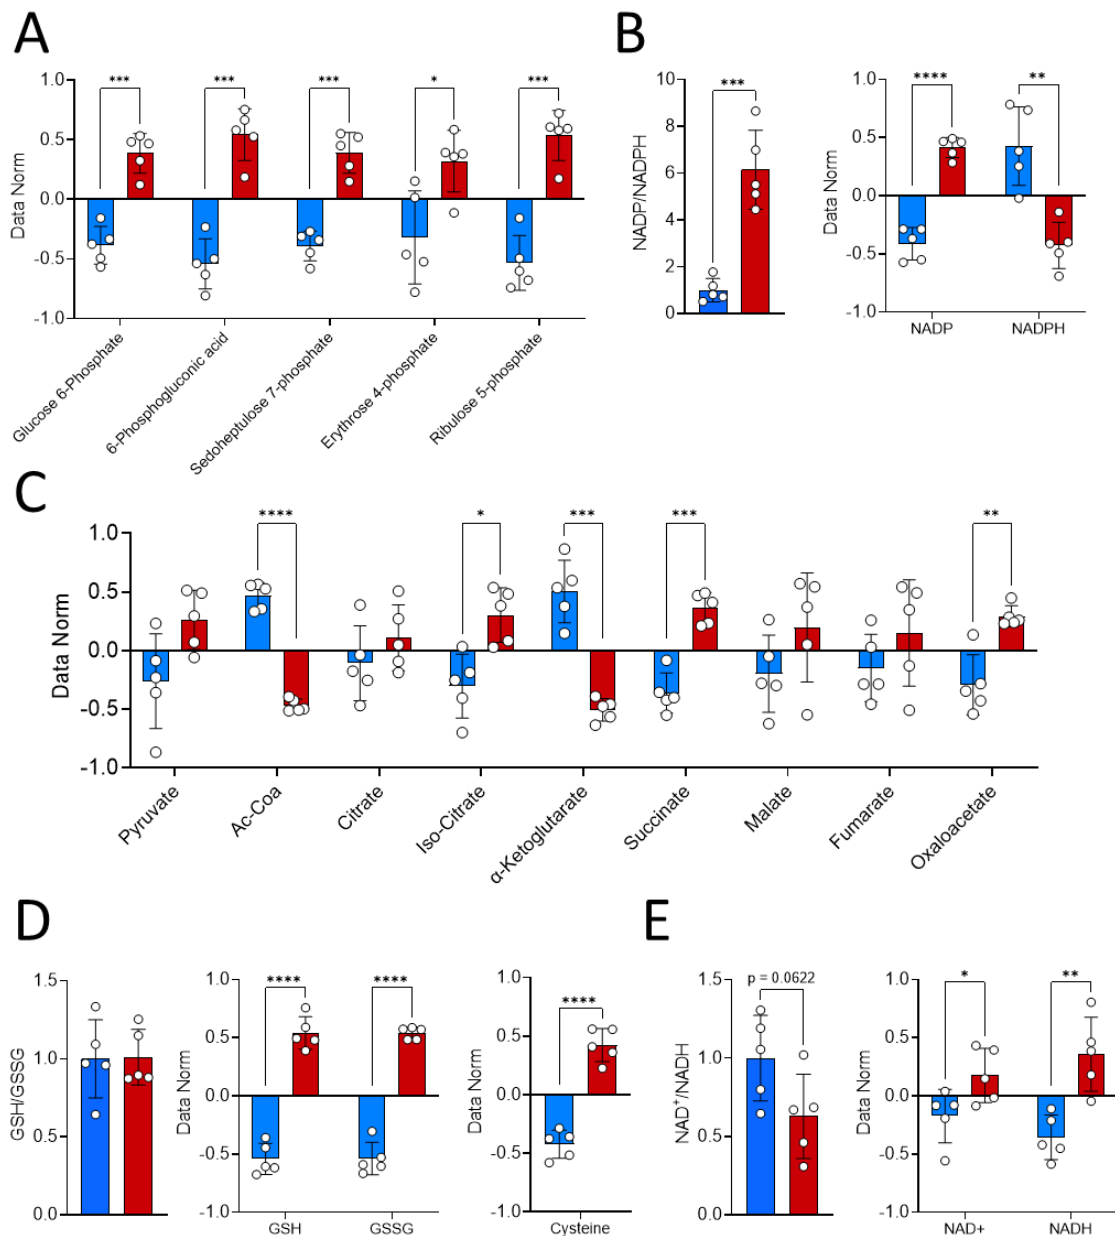 A
Data Norm
1.0
0.5
0.0
-0.5
-1.0
***
***
***
*
***
Glucose 6-Phosphate
6-Phosphogluconic acid
Sedoheptulose 7-phosphate
Erythrose 4-phosphate
Ribulose 5-phosphate
B
NADP/NADPH
10
8
6
4
2
0
***
Data Norm
1.0
0.5
0.0
-0.5
-1.0
****
**
NADP
NADPH
C
Data Norm
1.0
0.5
0.0
-0.5
-1.0
****
*
***
***
**
Pyruvate
Ac-Coa
Citrate
Iso-Citrate
α-Ketoglutarate
Succinate
Malate
Fumarate
Oxaloacetate
D
GSH/GSSG
1.5
1.0
0.5
0.0
Data Norm
1.0
0.5
0.0
-0.5
-1.0
****
****
GSH
GSSG
Data Norm
1.0
0.5
0.0
-0.5
-1.0
****
Cysteine
E
NAD+/NADH
1.5
1.0
0.5
0.0
p = 0.0622
Data Norm
1.0
0.5
0.0
-0.5
-1.0
*
**
NAD+
NADH